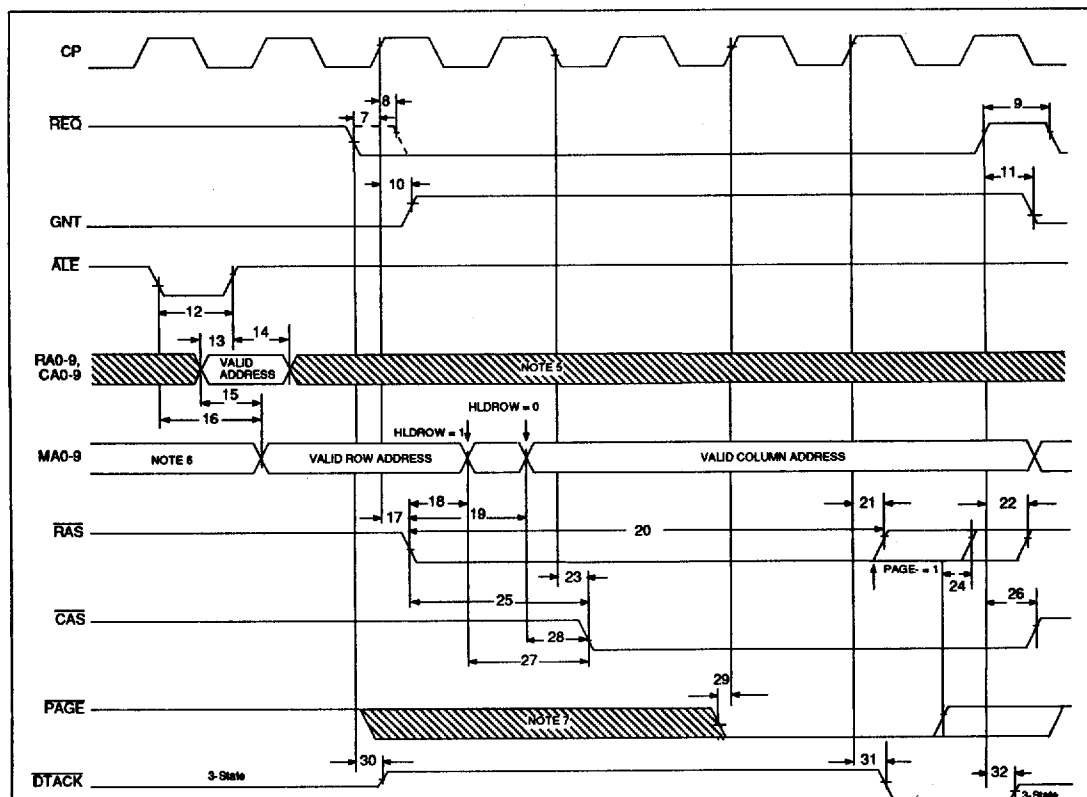 CP
8
7
9
REQ
10
11
GNT
ALE
12
13
14
RA0-9,
CA0-9
VALID
ADDRESS
NOTE 5
15
16
HLDROW = 0
HLDROW = 1
MA0-9
NOTE 6
VALID ROW ADDRESS
VALID COLUMN ADDRESS
18
17
19
20
21
22
RAS
PAGE- = 1
23
24
25
26
CAS
28
27
29
PAGE
NOTE 7
30
31
32
DTACK
3-State
3-State